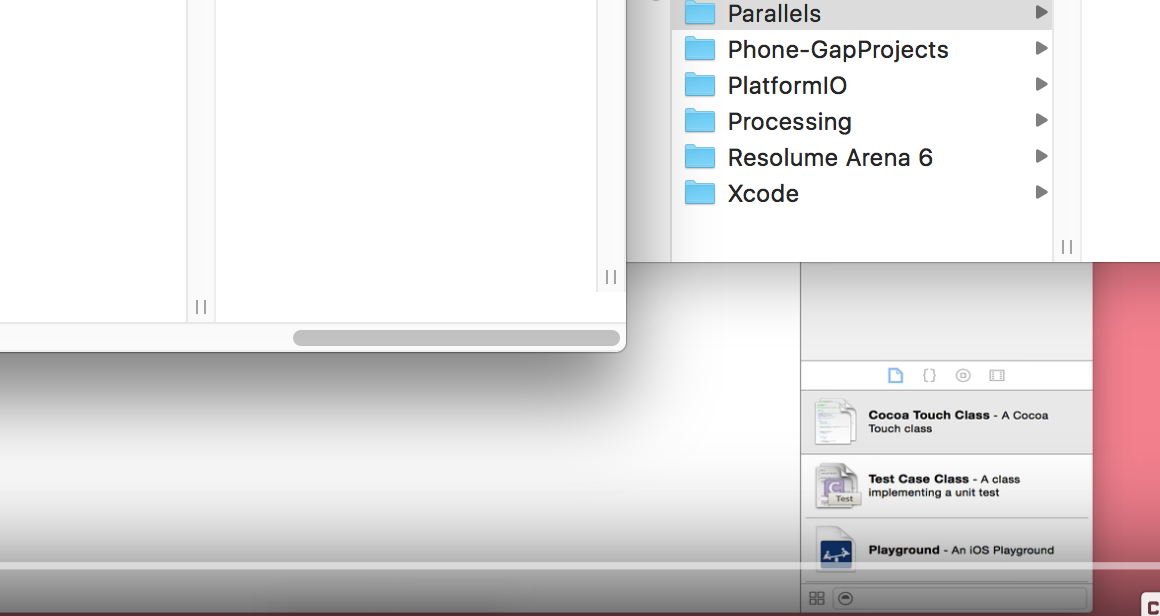 Parallels
Phone-GapProjects
PlatformIO
Processing
Resolume Arena 6
Xcode
Cocoa Touch Class - A Cocoa
Touch class
Test Case Class - A class
implementing a unit test
Test
Playground - An iOS Playground